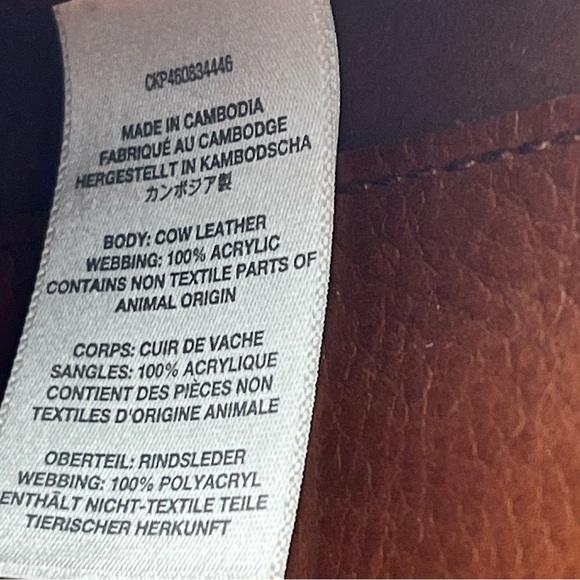 CKP460834446
MADE IN CAMBODIA
FABRIQUÉ AU CAMBODGE
HERGESTELLT IN KAMBODSCHA
カンボジア製
BODY: COW LEATHER
WEBBING: 100% ACRYLIC
CONTAINS NON TEXTILE PARTS OF
ANIMAL ORIGIN
CORPS: CUIR DE VACHE
SANGLES: 100% ACRYLIQUE
CONTIENT DES PIÈCES NON
TEXTILES D'ORIGINE ANIMALE
OBERTEIL: RINDSLEDER
WEBBING: 100% POLYACRYL
ENTHÄLT NICHT-TEXTILE TEILE
TIERISCHER HERKUNFT